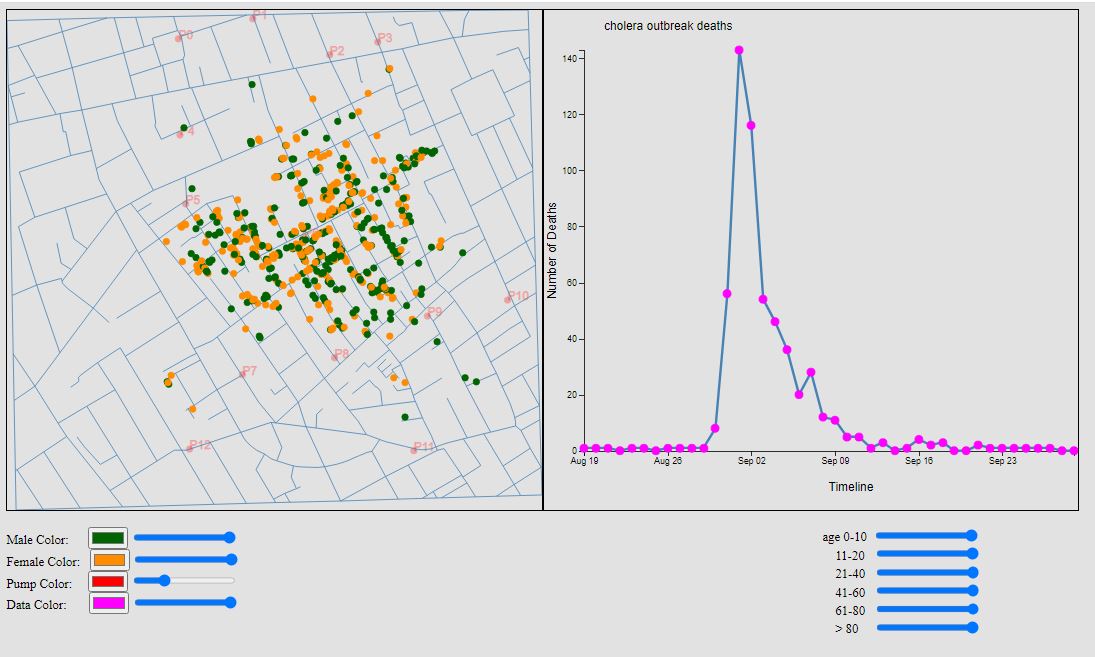 P1
P0
P3
P2
4
P5
P10
P9
P8
P7
P12
P11
cholera outbreak deaths
140
120
100
80
60
40
20
0
Number of Deaths
Aug 19
Aug 26
Sep 02
Sep 09
Sep 16
Sep 23
Timeline
Male Color:
Female Color:
Pump Color:
Data Color:
age 0-10
11-20
21-40
41-60
61-80
> 80